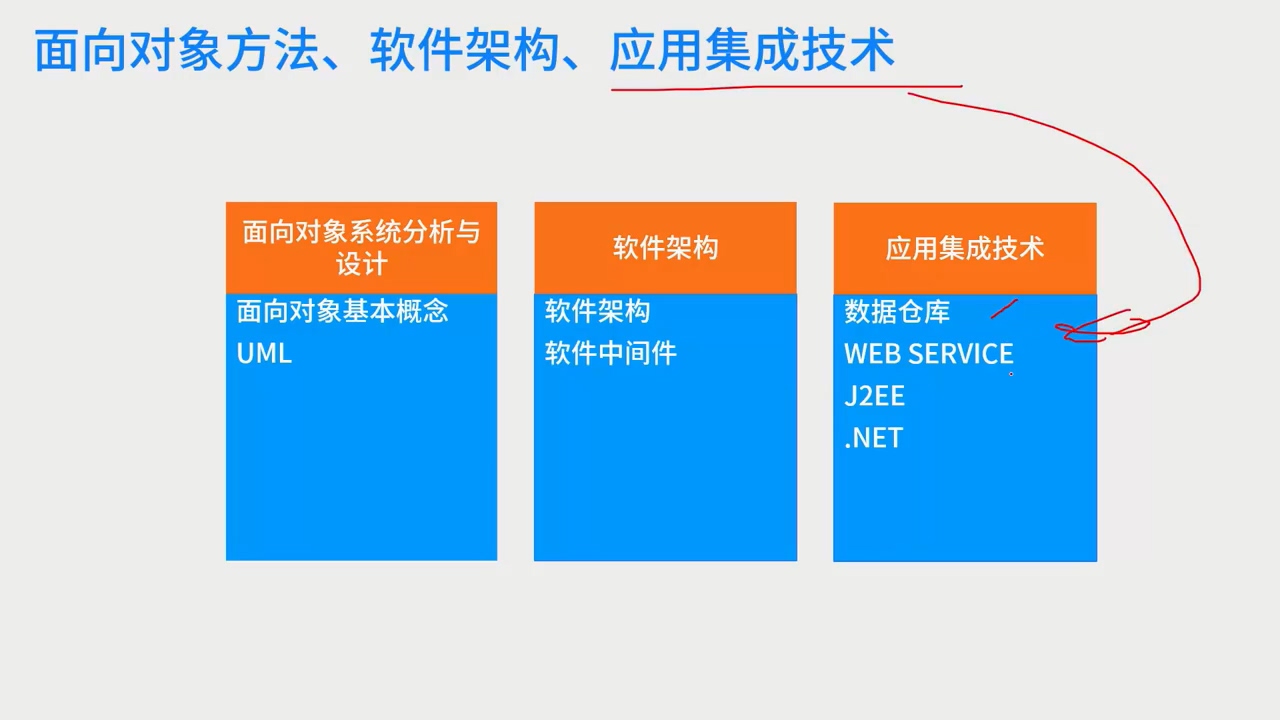 面向对象方法、软件架构、应用集成技术
面向对象系统分析与
设计
面向对象基本概念
UML
软件架构
软件架构
软件中间件
应用集成技术
数据仓库
WEB SERVICE
J2EE
.NET